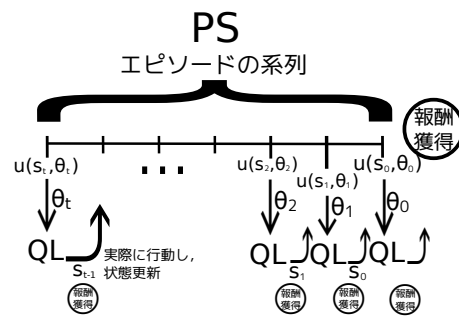 PS
エピソードの系列
報酬
獲得
u(sₜ,θₜ)
...
u(s₂,θ₂)
u(s₁,θ₁)
u(s₀,θ₀)
θt
θ₂
θ₁
θ₀
QL
QL
QL
QL
sₜ₋₁
s₁
s₀
実際に行動し,
状態更新
報酬
獲得
報酬
獲得
報酬
獲得
報酬
獲得